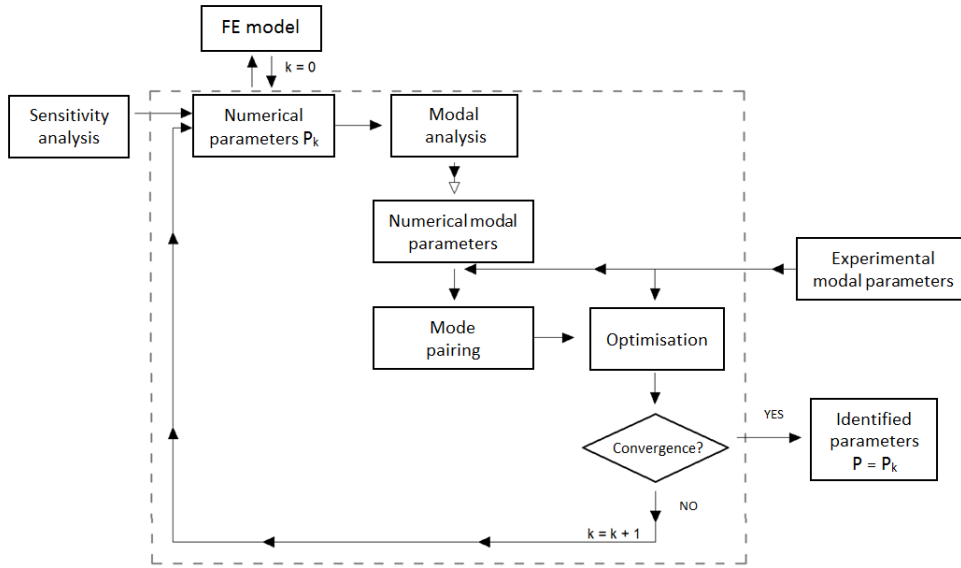 FE model
k = 0
Sensitivity
analysis
Numerical
parameters Pₖ
Modal
analysis
Numerical modal
parameters
Experimental
modal parameters
Mode
pairing
Optimisation
Convergence?
YES
Identified
parameters
P = Pₖ
NO
k = k + 1